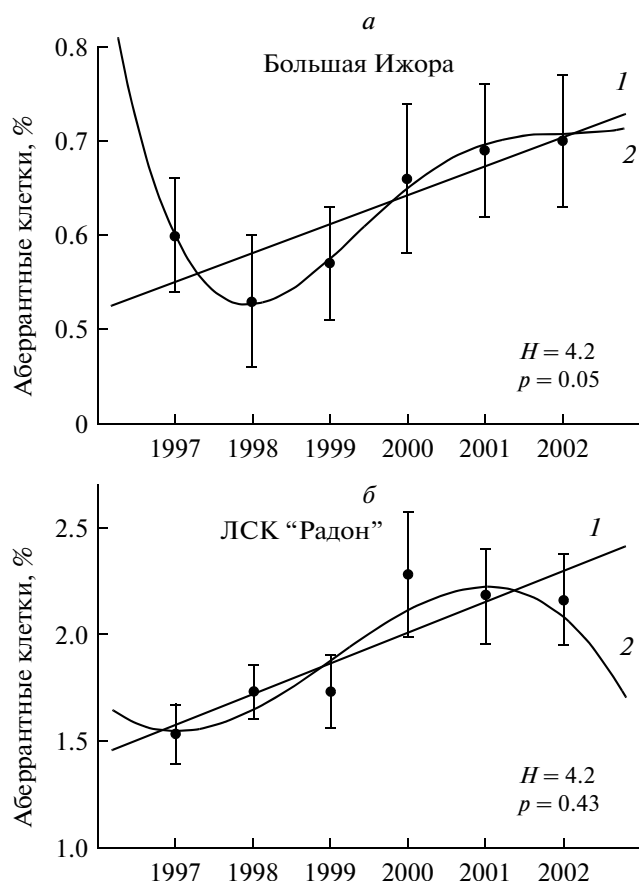 а
0.8
Большая Ижора
1
0.7
2
0.6
0.5
H = 4.2
p = 0.05
0
Аберрантные клетки, %
1997 1998 1999 2000 2001 2002
б
ЛСК “Радон”
1
2.5
2.0
2
1.5
H = 4.2
p = 0.43
1.0
Аберрантные клетки, %
1997 1998 1999 2000 2001 2002